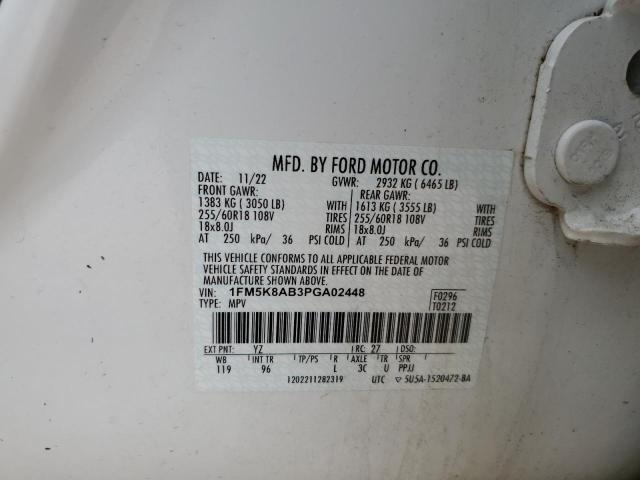 MFD. BY FORD MOTOR CO.
DATE: 11/22 GVWR: 2932 KG ( 6465 LB)
FRONT GAWR: REAR GAWR:
1383 KG ( 3050 LB) WITH 1613 KG ( 3555 LB) WITH
255/60R18 108V TIRES 255/60R18 108V TIRES
18x8.0J RIMS 18x8.0J RIMS
AT 250 kPa/ 36 PSI COLD AT 250 kPa/ 36 PSI COLD
THIS VEHICLE CONFORMS TO ALL APPLICABLE FEDERAL MOTOR
VEHICLE SAFETY AND BUMPER STANDARDS IN EFFECT ON THE DATE OF
MANUFACTURE SHOWN ABOVE.
VIN: 1FM5K8AB3PGA02448 F0296
TYPE: MPV T0212
EXT PNT: YZ RC: 27 DSO:
WB INT TR TP/PS R AXLE TR SPR
119 96 L 3C U PPJJ
1202211282319 UTC ▽ 5U5A-1520472-BA